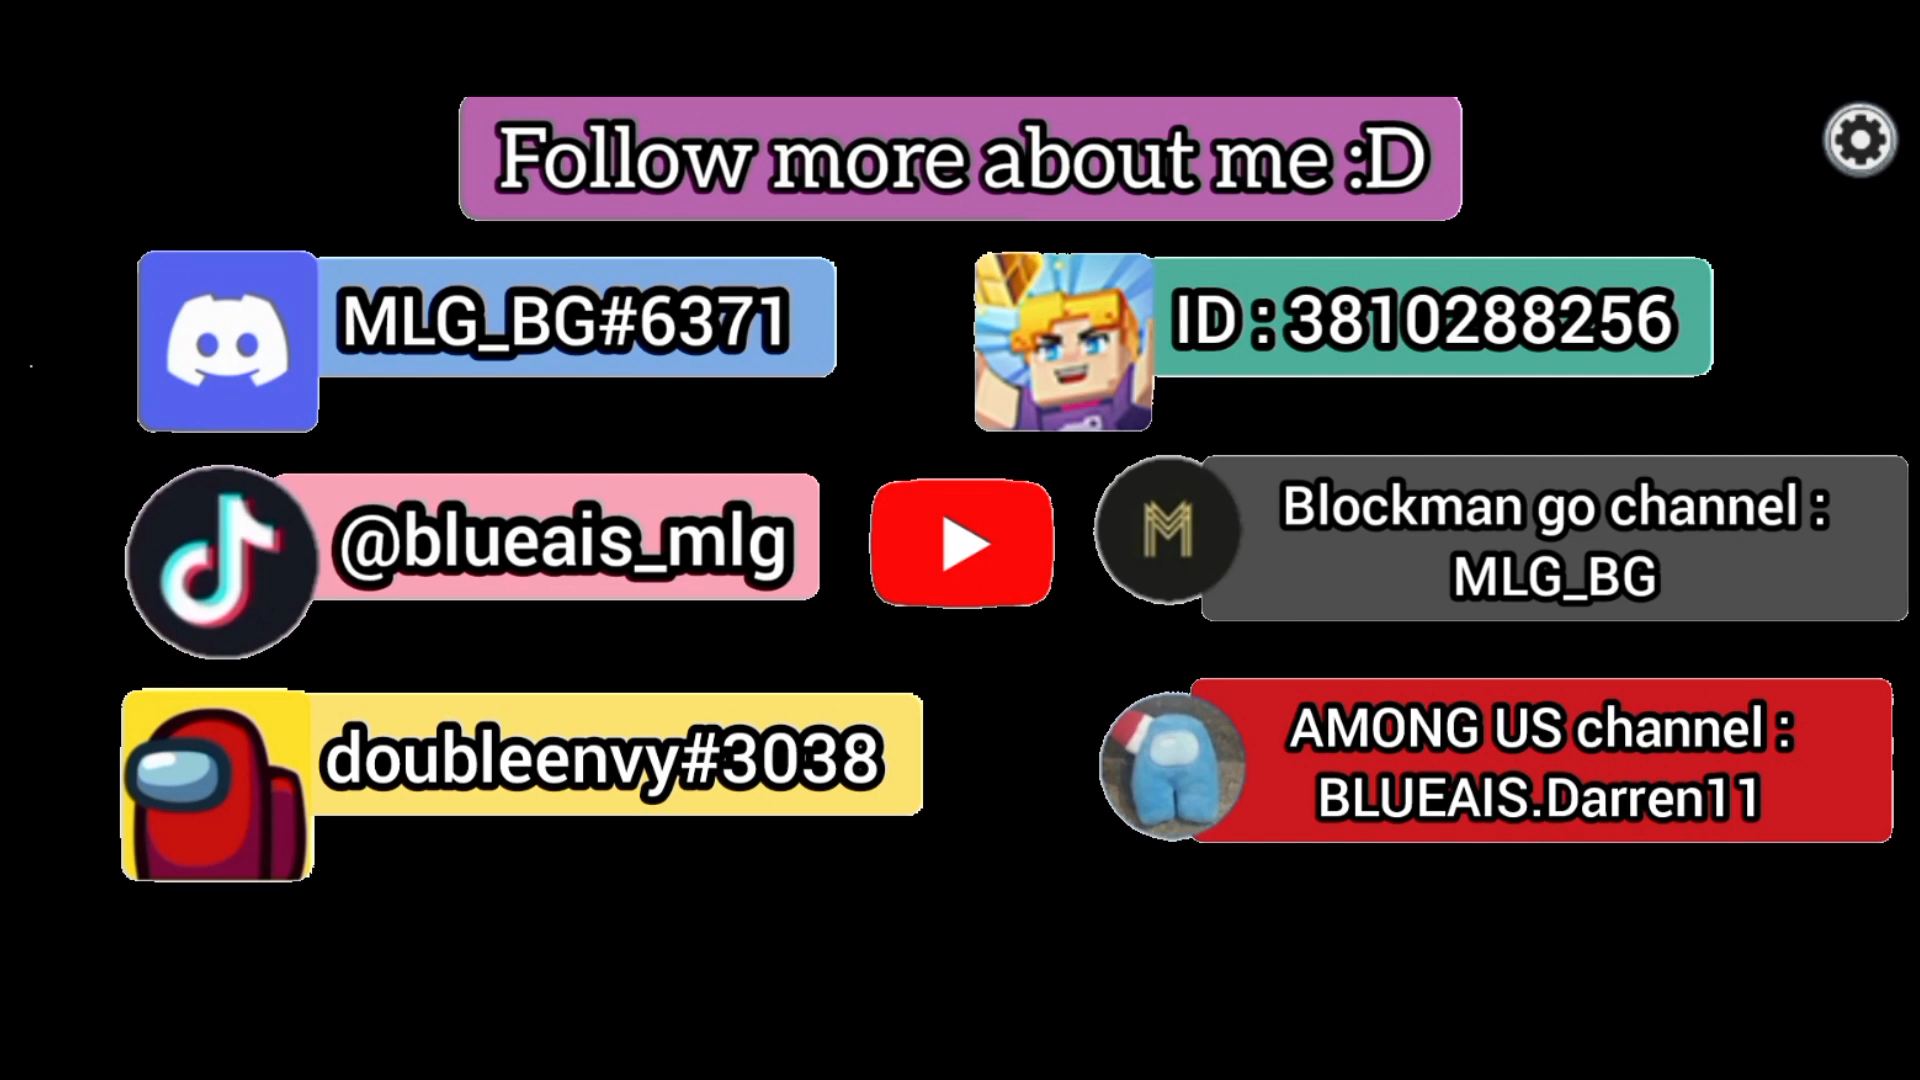 Follow more about me :D
MLG_BG#6371
ID : 3810288256
@blueais_mlg
Blockman go channel :
MLG_BG
doubleenvy#3038
AMONG US channel :
BLUEAIS.Darren11